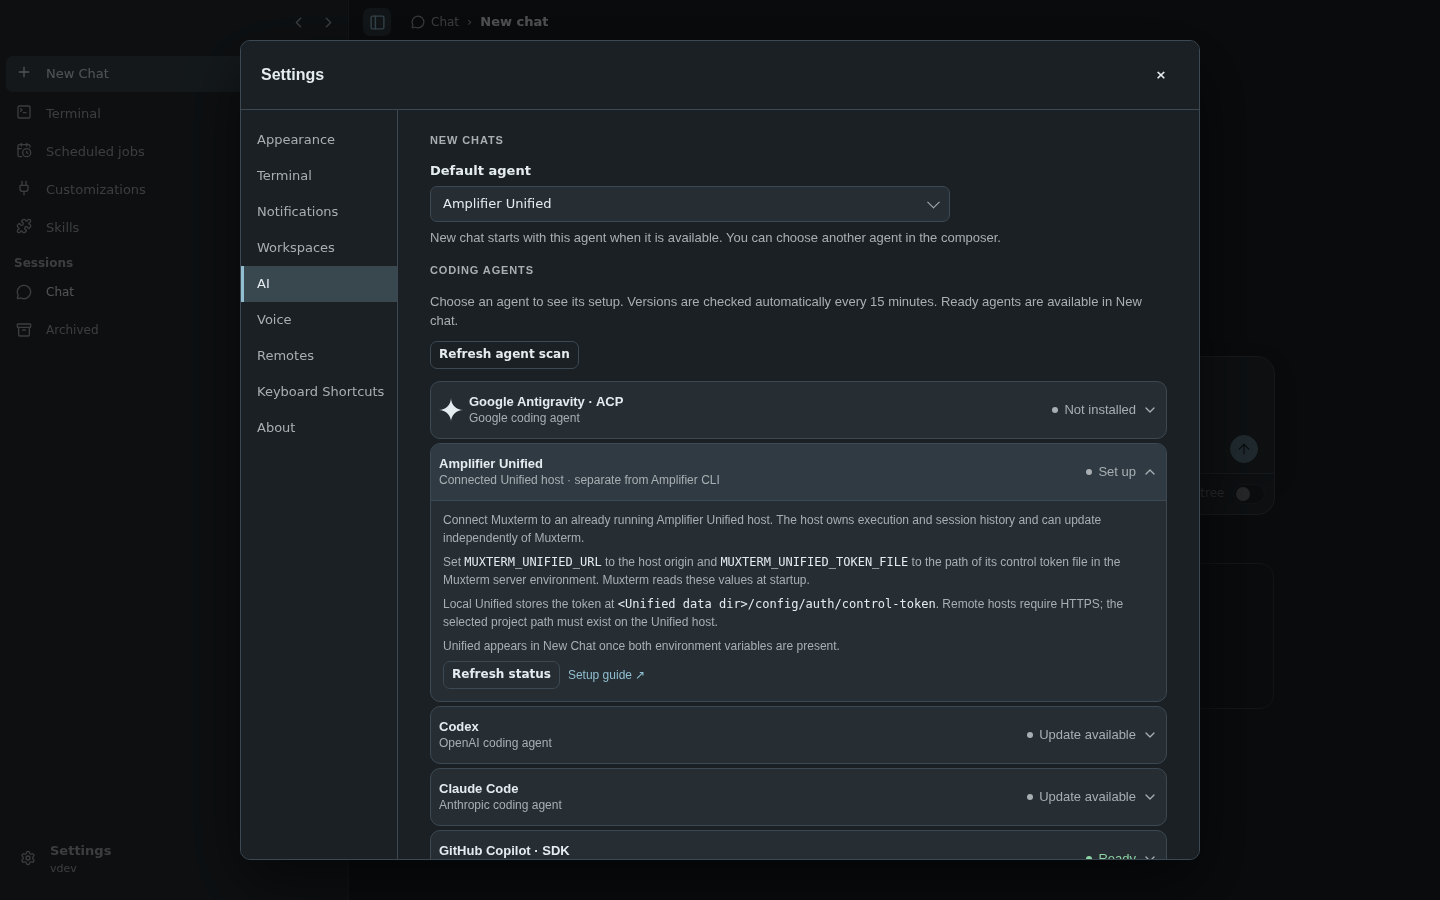 Chat › New chat
New Chat
Terminal
Scheduled jobs
Customizations
Skills
Sessions
Chat
Archived
Settings
vdev
Settings
×
Appearance
Terminal
Notifications
Workspaces
AI
Voice
Remotes
Keyboard Shortcuts
About
NEW CHATS
Default agent
Amplifier Unified
New chat starts with this agent when it is available. You can choose another agent in the composer.
CODING AGENTS
Choose an agent to see its setup. Versions are checked automatically every 15 minutes. Ready agents are available in New
chat.
Refresh agent scan
Google Antigravity · ACP
Google coding agent
Not installed
Amplifier Unified
Connected Unified host · separate from Amplifier CLI
Set up
Connect Muxterm to an already running Amplifier Unified host. The host owns execution and session history and can update
independently of Muxterm.
Set MUXTERM_UNIFIED_URL to the host origin and MUXTERM_UNIFIED_TOKEN_FILE to the path of its control token file in the
Muxterm server environment. Muxterm reads these values at startup.
Local Unified stores the token at <Unified data dir>/config/auth/control-token. Remote hosts require HTTPS; the
selected project path must exist on the Unified host.
Unified appears in New Chat once both environment variables are present.
Refresh status
Setup guide ↗
Codex
OpenAI coding agent
Update available
Claude Code
Anthropic coding agent
Update available
GitHub Copilot · SDK
Ready
tree